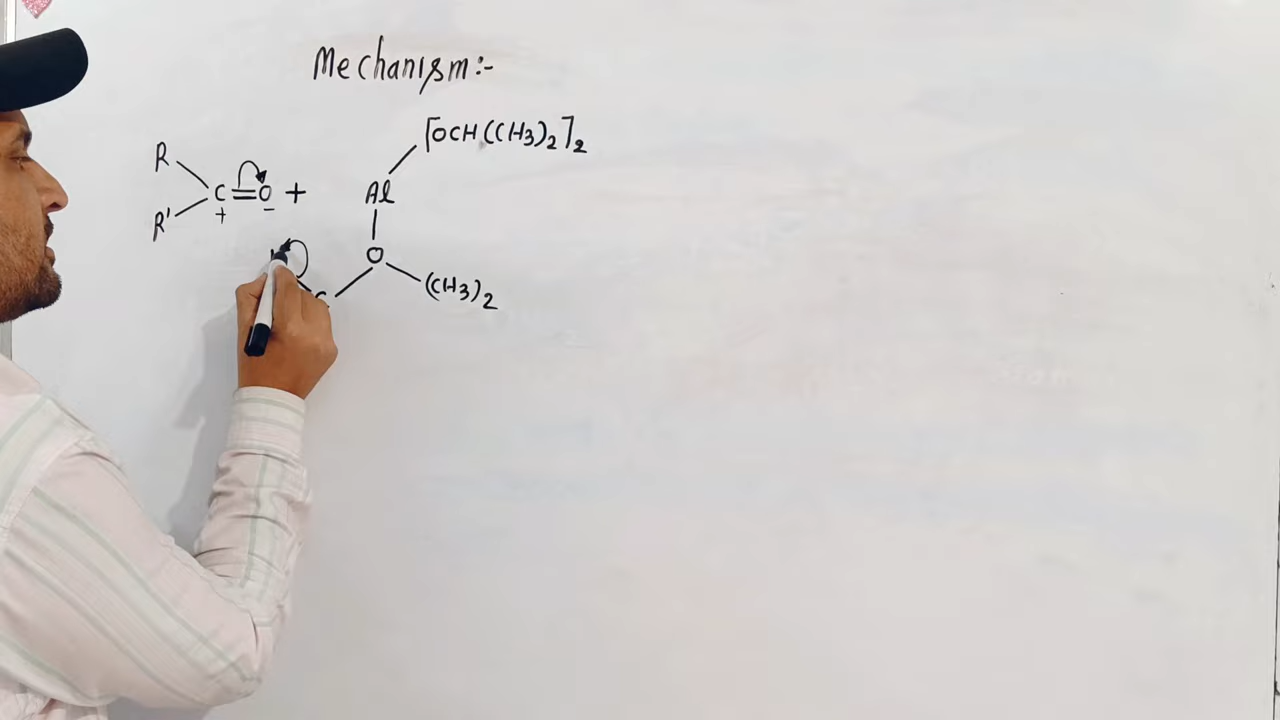 Mechanism:-
[OCH(CH3)2]2
R
C=O + Al
R'
+ -
O
(CH3)2
C